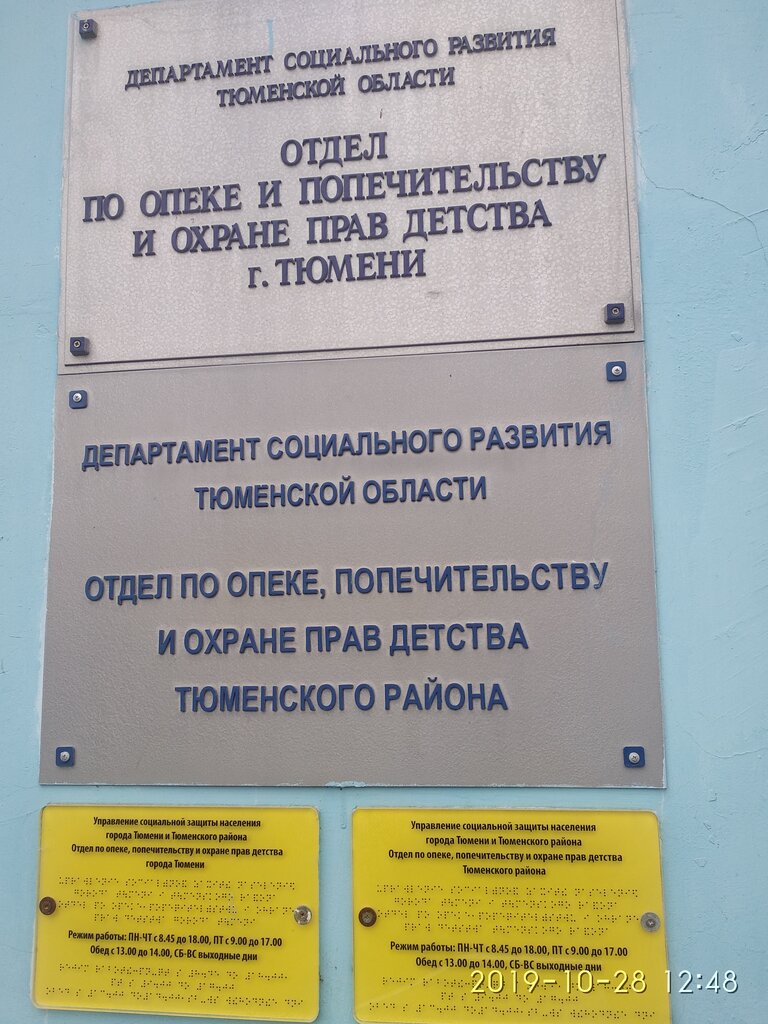 ДЕПАРТАМЕНТ СОЦИАЛЬНОГО РАЗВИТИЯ
ТЮМЕНСКОЙ ОБЛАСТИ
ОТДЕЛ
ПО ОПЕКЕ И ПОПЕЧИТЕЛЬСТВУ
И ОХРАНЕ ПРАВ ДЕТСТВА
г. ТЮМЕНИ
ДЕПАРТАМЕНТ СОЦИАЛЬНОГО РАЗВИТИЯ
ТЮМЕНСКОЙ ОБЛАСТИ
ОТДЕЛ ПО ОПЕКЕ, ПОПЕЧИТЕЛЬСТВУ
И ОХРАНЕ ПРАВ ДЕТСТВА
ТЮМЕНСКОГО РАЙОНА
Управление социальной защиты населения
города Тюмени и Тюменского района
Отдел по опеке, попечительству и охране прав детства
города Тюмени
Режим работы: ПН-ЧТ с 8.45 до 18.00, ПТ с 9.00 до 17.00
Обед с 13.00 до 14.00, СБ-ВС выходные дни
Управление социальной защиты населения
города Тюмени и Тюменского района
Отдел по опеке, попечительству и охране прав детства
Тюменского района
Режим работы: ПН-ЧТ с 8.45 до 18.00, ПТ с 9.00 до 17.00
Обед с 13.00 до 14.00, СБ-ВС выходные дни
2019-10-28 12:48